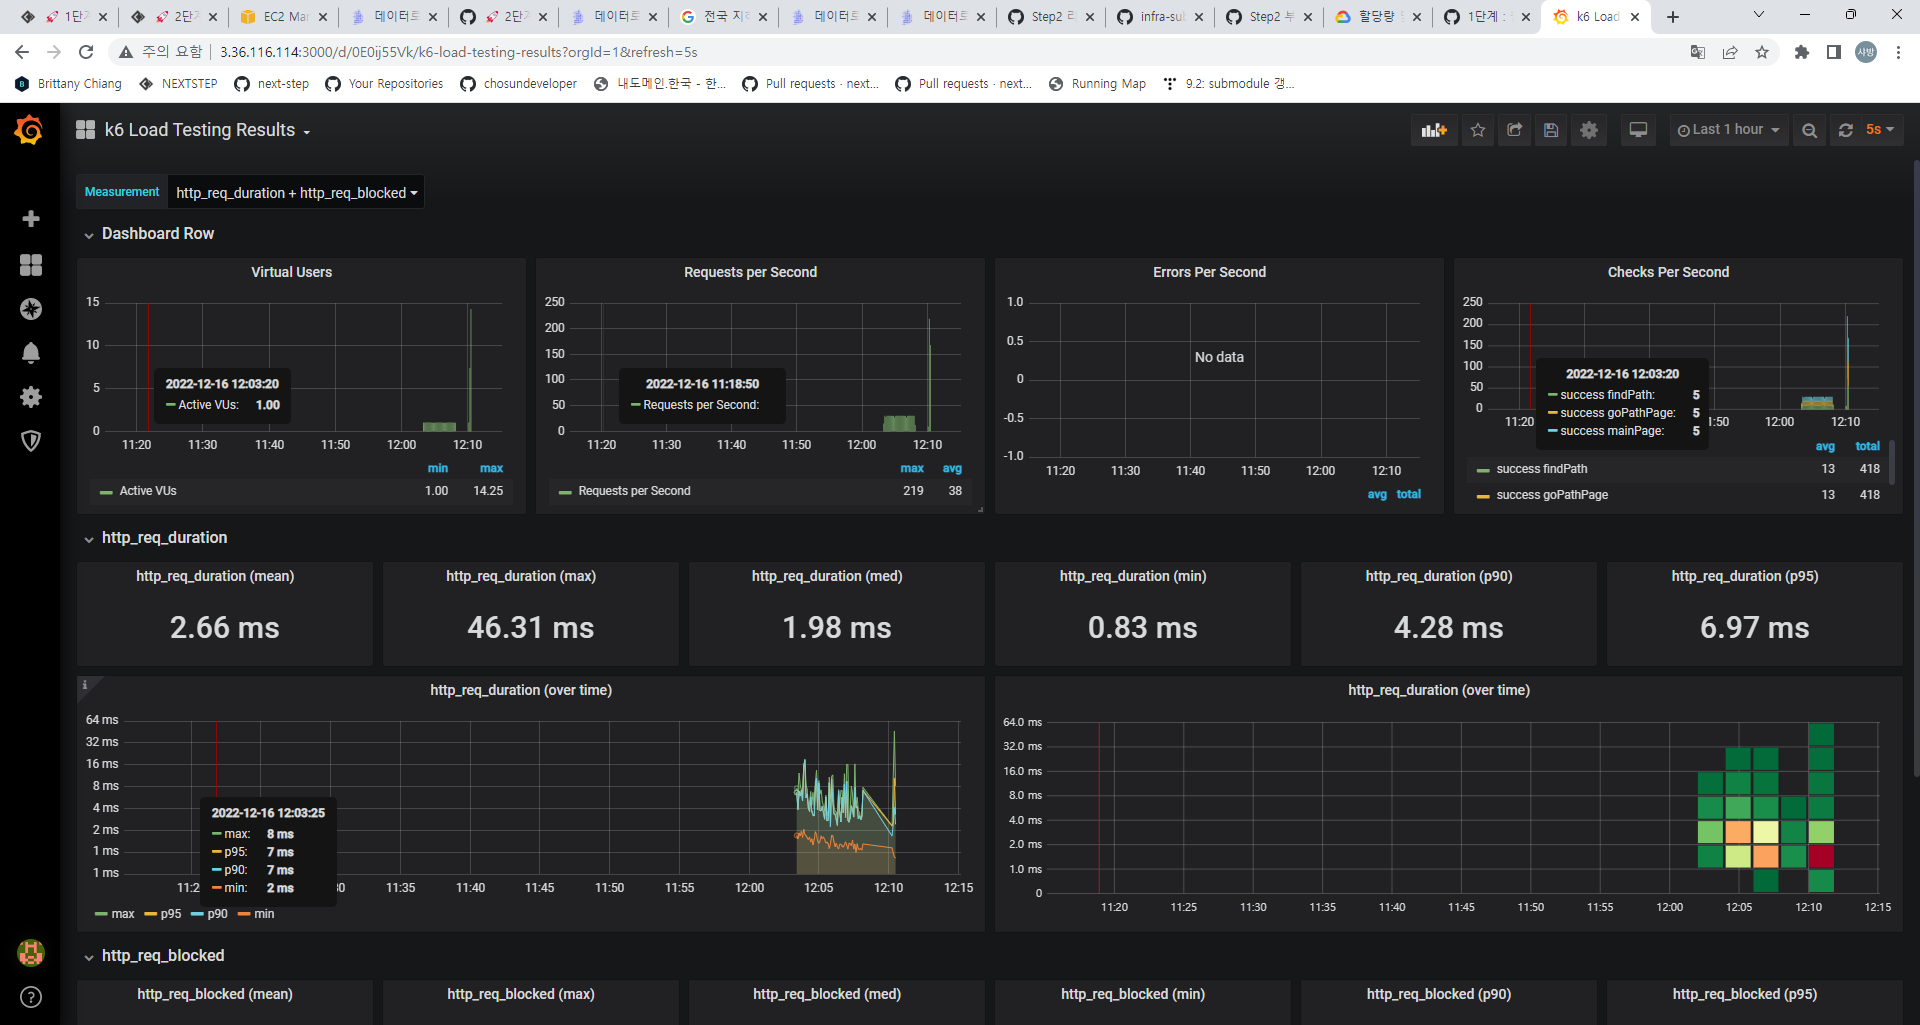 1단계
2단계
EC2 Mar
데이터로
2단계
데이터로
전국 지하
데이터로
데이터로
Step2 리
infra-sub
Step2 부
할당량
1단계 :
k6 Load
주의 요함 3.36.116.114:3000/d/0E0ij55Vk/k6-load-testing-results?orgId=1&refresh=5s
Brittany Chiang NEXTSTEP next-step Your Repositories chosundeveloper 내도메인.한국 - 한... Pull requests · next... Pull requests · next... Running Map 9.2: submodule 갱...
k6 Load Testing Results Last 1 hour 5s
Measurement http_req_duration + http_req_blocked
Dashboard Row
Virtual Users
15
10
5
0
11:20 11:30 11:40 11:50 12:00 12:10
2022-12-16 12:03:20
Active VUs: 1.00
min max
Active VUs 1.00 14.25
Requests per Second
250
200
150
100
50
0
11:20 11:30 11:40 11:50 12:00 12:10
2022-12-16 11:18:50
Requests per Second:
max avg
Requests per Second 219 38
Errors Per Second
1.0
0.5
0
-0.5
-1.0
No data
11:20 11:30 11:40 11:50 12:00 12:10
avg total
Checks Per Second
250
200
150
100
50
0
11:20 1:50 12:00 12:10
2022-12-16 12:03:20
success findPath: 5
success goPathPage: 5
success mainPage: 5
avg total
success findPath 13 418
success goPathPage 13 418
http_req_duration
http_req_duration (mean)
2.66 ms
http_req_duration (max)
46.31 ms
http_req_duration (med)
1.98 ms
http_req_duration (min)
0.83 ms
http_req_duration (p90)
4.28 ms
http_req_duration (p95)
6.97 ms
http_req_duration (over time)
64 ms
32 ms
16 ms
8 ms
4 ms
2 ms
1 ms
1 ms
11:2 30 11:35 11:40 11:45 11:50 11:55 12:00 12:05 12:10 12:15
2022-12-16 12:03:25
max: 8 ms
p95: 7 ms
p90: 7 ms
min: 2 ms
max p95 p90 min
http_req_duration (over time)
64.0 ms
32.0 ms
16.0 ms
8.0 ms
4.0 ms
2.0 ms
1.0 ms
0
11:20 11:25 11:30 11:35 11:40 11:45 11:50 11:55 12:00 12:05 12:10 12:15
http_req_blocked
http_req_blocked (mean)
http_req_blocked (max)
http_req_blocked (med)
http_req_blocked (min)
http_req_blocked (p90)
http_req_blocked (p95)